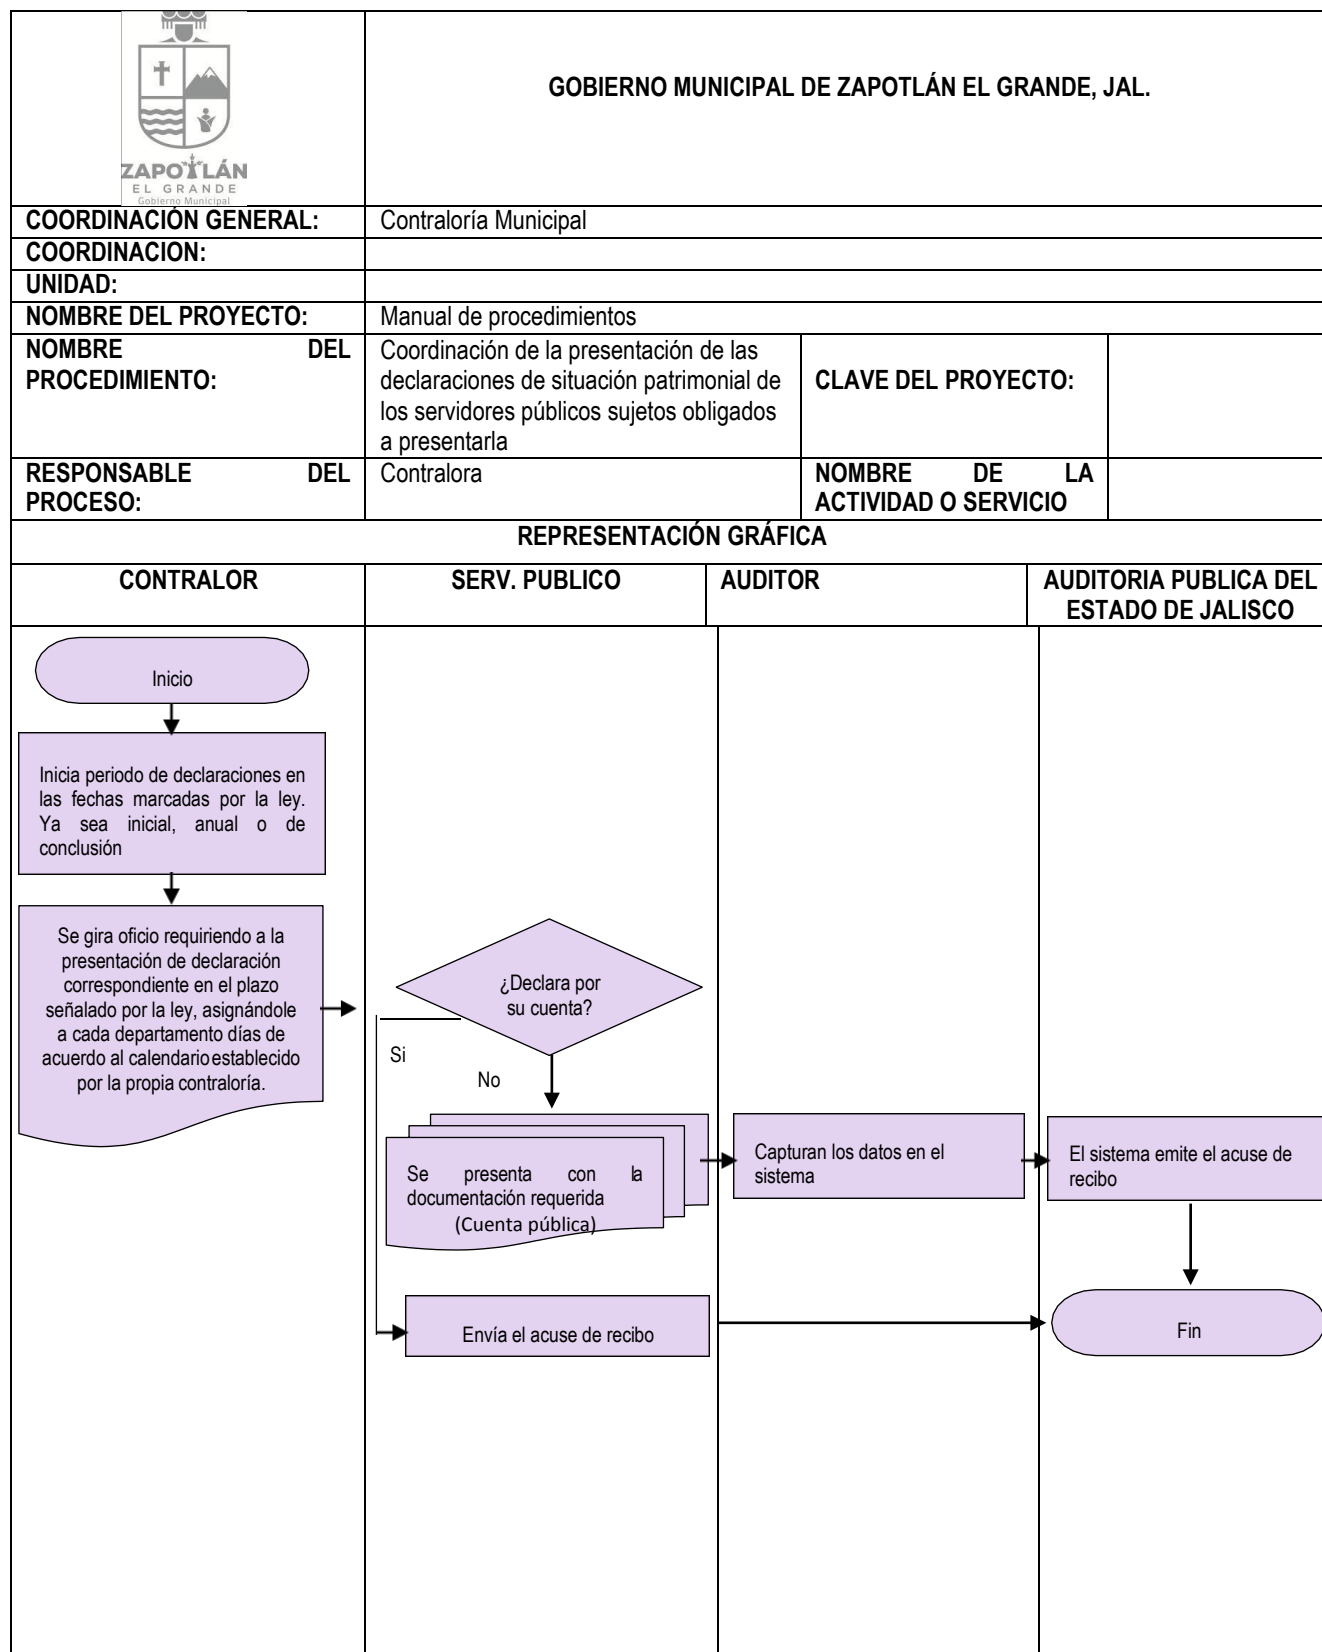 ZAPOTLÁN
EL GRANDE
Gobierno Municipal
GOBIERNO MUNICIPAL DE ZAPOTLÁN EL GRANDE, JAL.
COORDINACIÓN GENERAL:
Contraloría Municipal
COORDINACION:
UNIDAD:
NOMBRE DEL PROYECTO:
Manual de procedimientos
NOMBRE DEL
PROCEDIMIENTO:
Coordinación de la presentación de las
declaraciones de situación patrimonial de
los servidores públicos sujetos obligados
a presentarla
CLAVE DEL PROYECTO:
RESPONSABLE DEL
PROCESO:
Contralora
NOMBRE DE LA
ACTIVIDAD O SERVICIO
REPRESENTACIÓN GRÁFICA
CONTRALOR
SERV. PUBLICO
AUDITOR
AUDITORIA PUBLICA DEL
ESTADO DE JALISCO
Inicio
Inicia periodo de declaraciones en
las fechas marcadas por la ley.
Ya sea inicial, anual o de
conclusión
Se gira oficio requiriendo a la
presentación de declaración
correspondiente en el plazo
señalado por la ley, asignándole
a cada departamento días de
acuerdo al calendario establecido
por la propia contraloría.
¿Declara por
su cuenta?
Si
No
Se presenta con la
documentación requerida
(Cuenta pública)
Capturan los datos en el
sistema
El sistema emite el acuse de
recibo
Envía el acuse de recibo
Fin